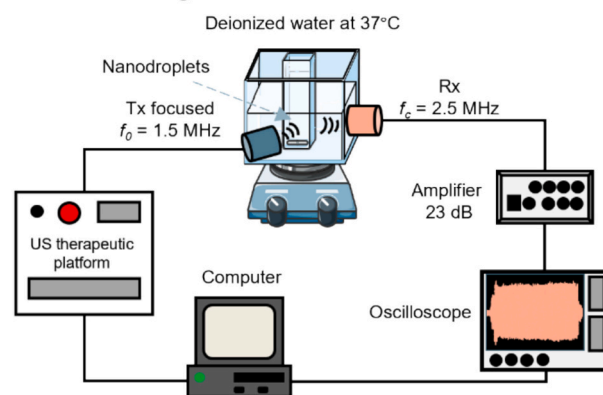 Deionized water at 37°C
Nanodroplets
Tx focused
f₀ = 1.5 MHz
Rx
f꜀ = 2.5 MHz
Amplifier
23 dB
US therapeutic
platform
Computer
Oscilloscope